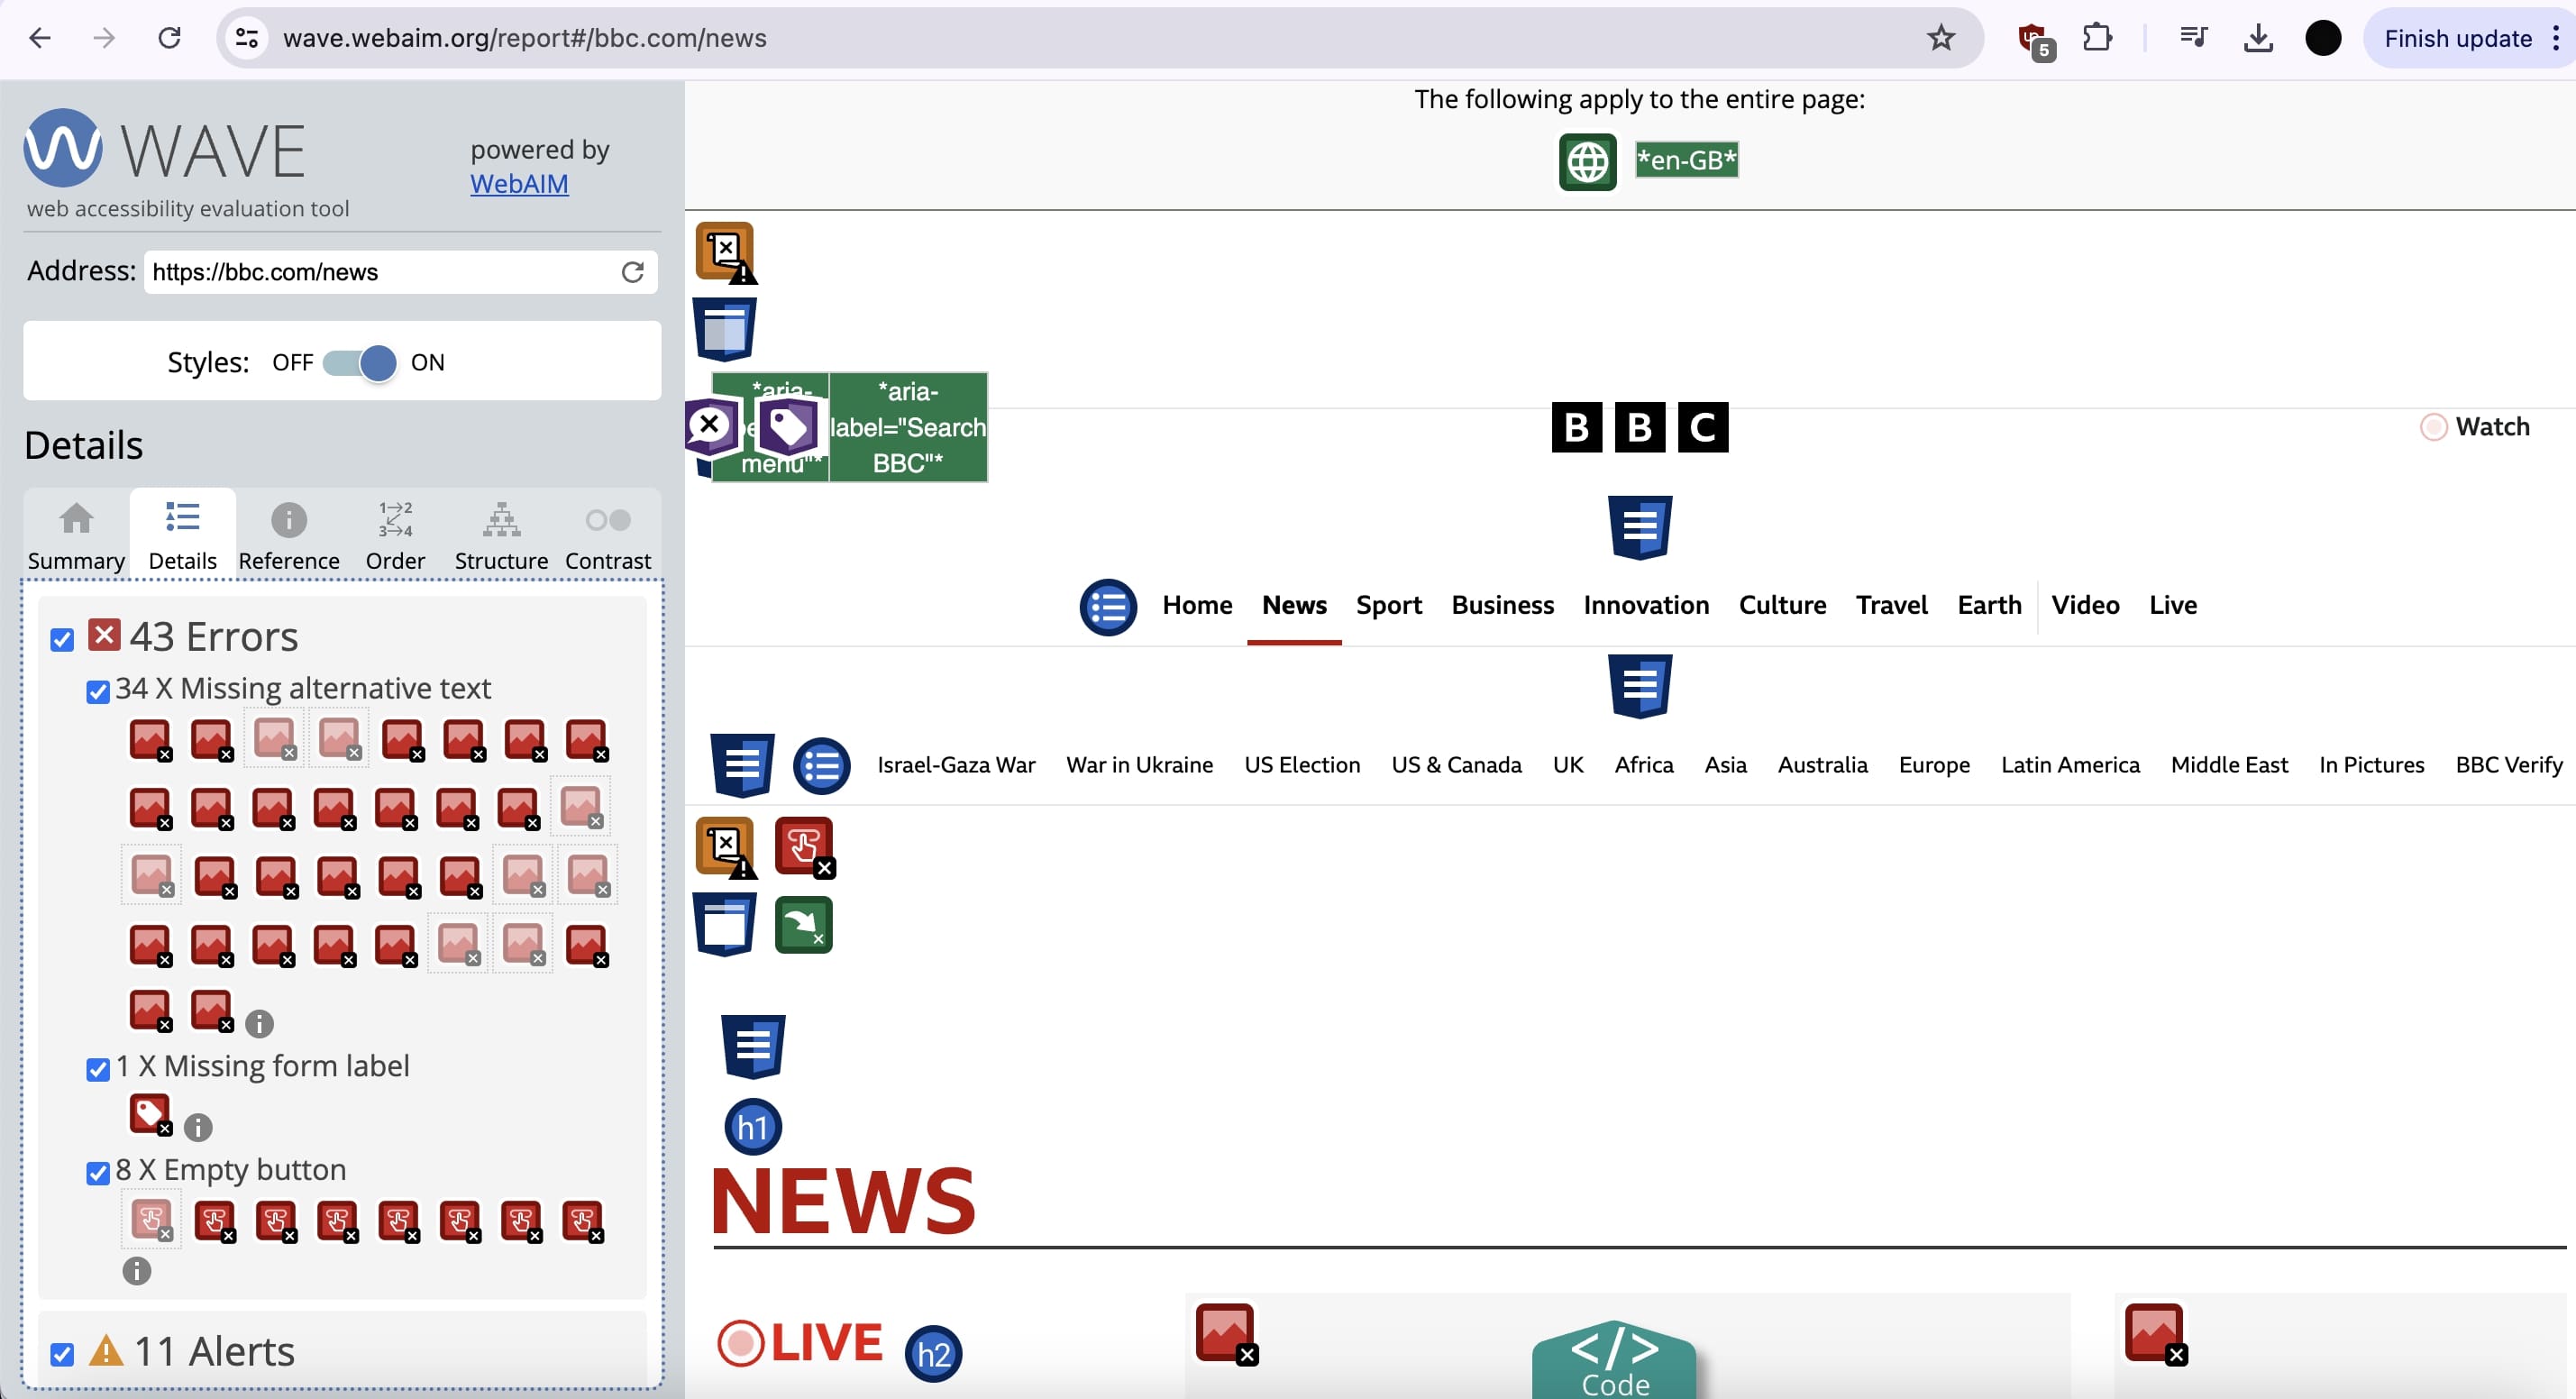 wave.webaim.org/report#/bbc.com/news
5
Finish update
WAVE
powered by
WebAIM
web accessibility evaluation tool
Address: https://bbc.com/news
Styles: OFF ON
Details
1→2
3→4
Summary Details Reference Order Structure Contrast
43 Errors
34 X Missing alternative text
1 X Missing form label
8 X Empty button
11 Alerts
The following apply to the entire page:
*en-GB*
*aria-
menu"*
*aria-
label="Search
BBC"*
BBC
Watch
Home News Sport Business Innovation Culture Travel Earth Video Live
Israel-Gaza War War in Ukraine US Election US & Canada UK Africa Asia Australia Europe Latin America Middle East In Pictures BBC Verify
h1
NEWS
LIVE
h2
</>
Code